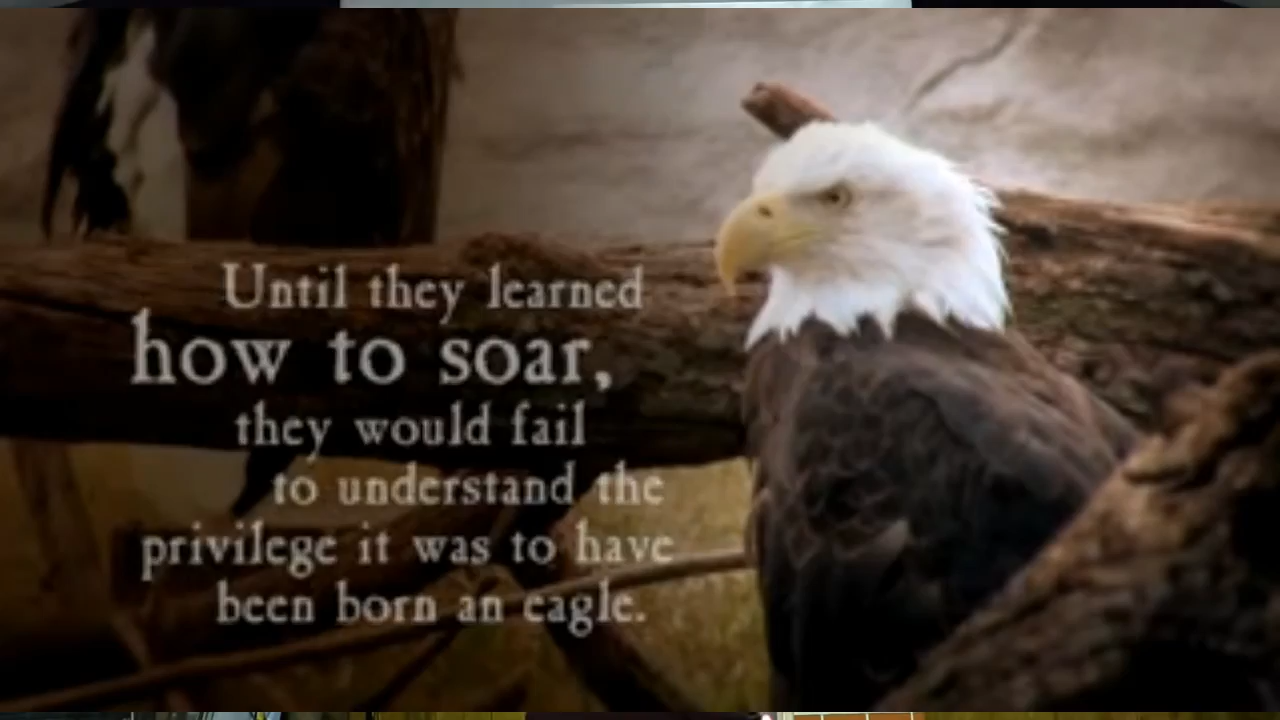 Until they learned
how to soar,
they would fail
to understand the
privilege it was to have
been born an eagle.